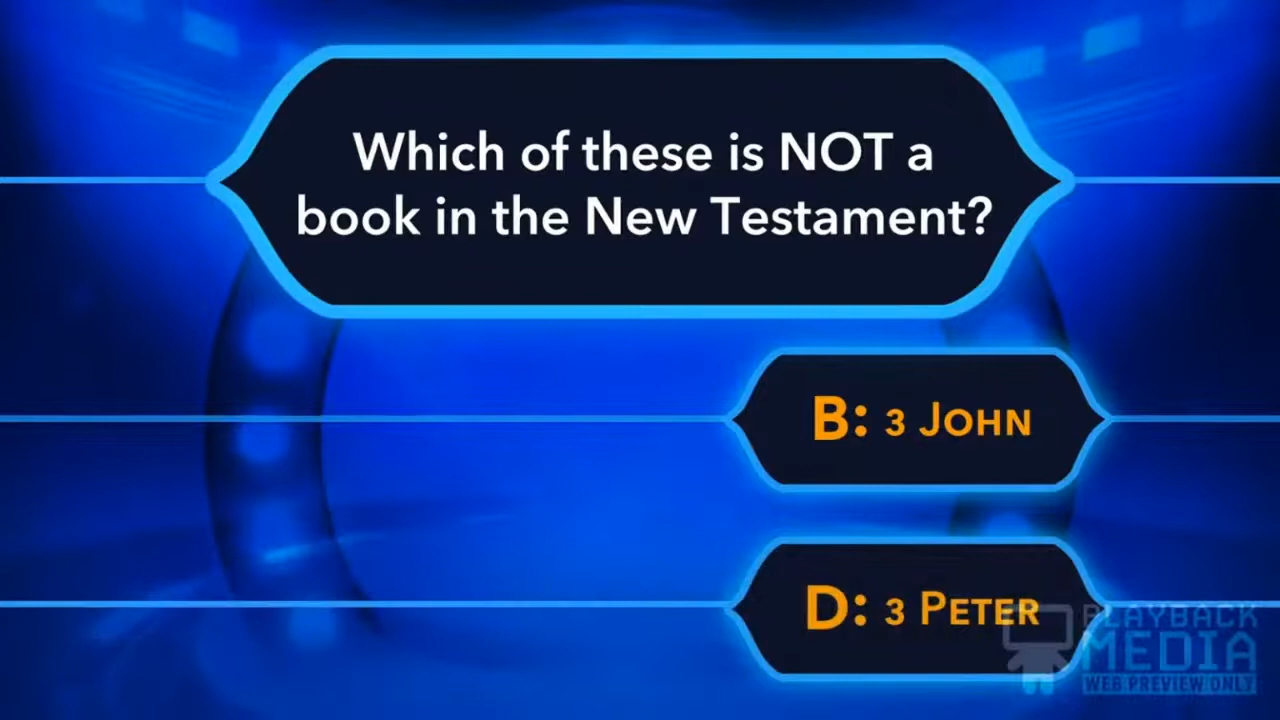 Which of these is NOT a
book in the New Testament?
B: 3 JOHN
D: 3 PETER
PLAYBACK
MEDIA
WEB PREVIEW ONLY